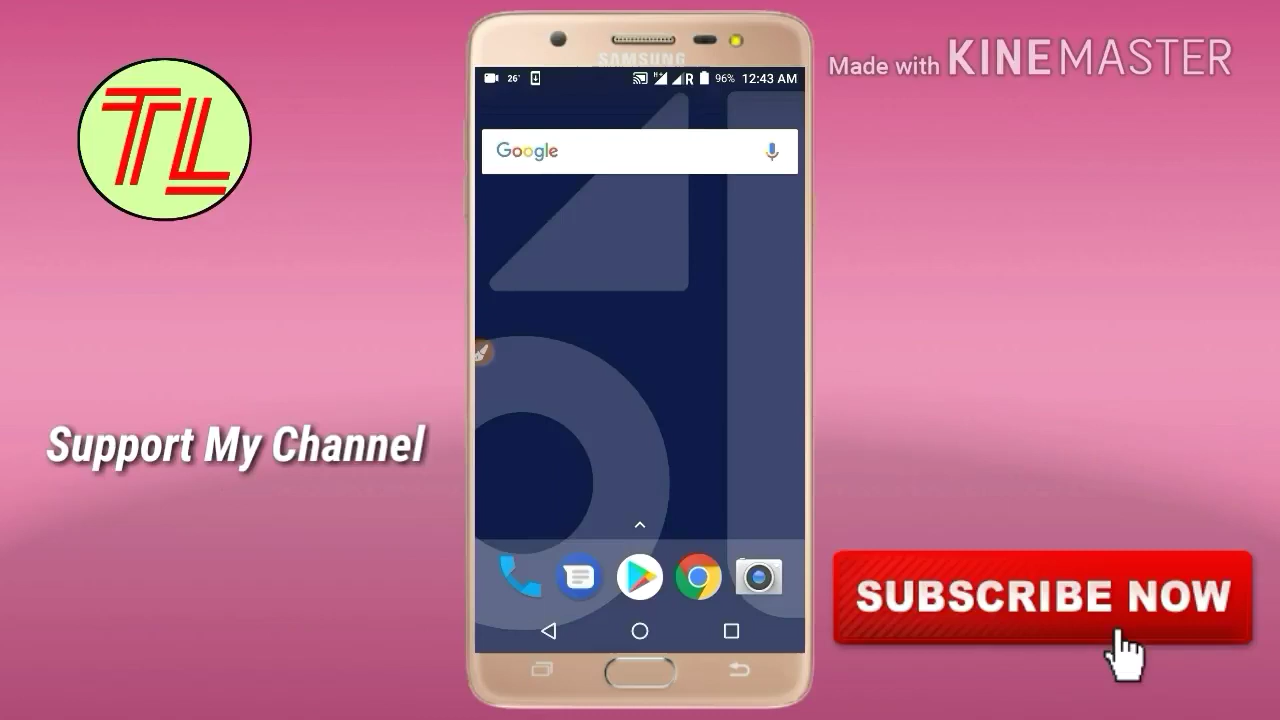 TL
Made with KINEMASTER
SAMSUNG
26°
R
96% 12:43 AM
Google
Support My Channel
SUBSCRIBE NOW